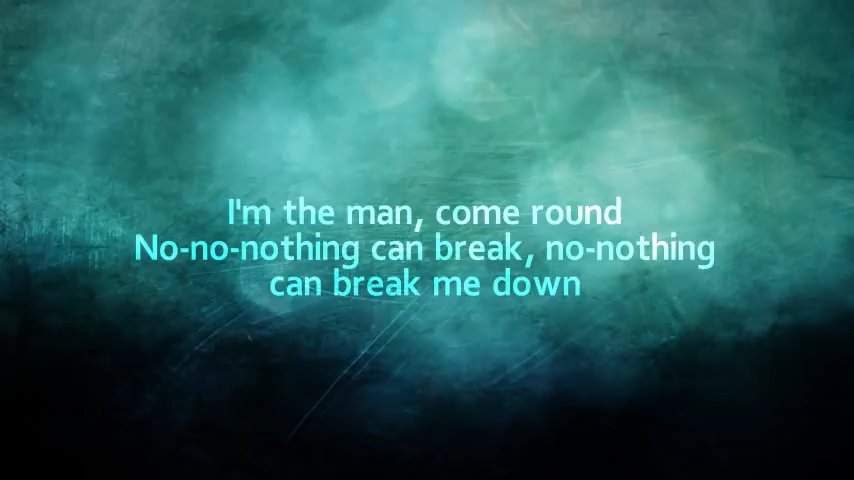 I'm the man, come round
No-no-nothing can break, no-nothing
can break me down